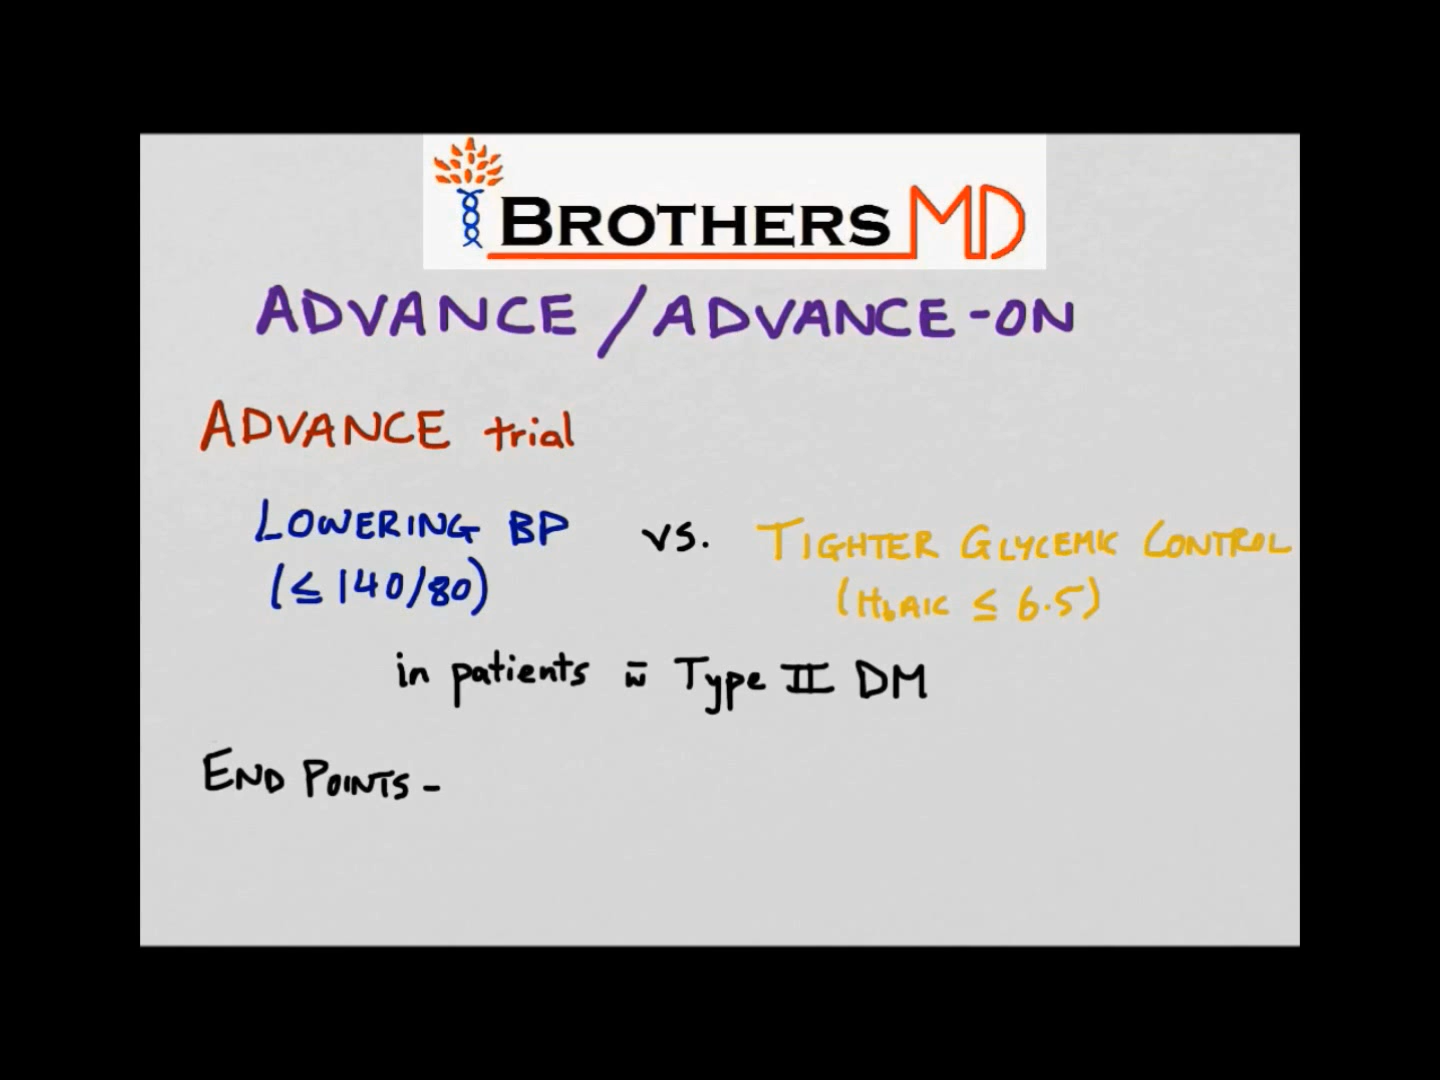 BROTHERS MD
ADVANCE / ADVANCE-ON
ADVANCE trial
LOWERING BP vs. TIGHTER GLYCEMIC CONTROL
(≤ 140/80) (HbA1C ≤ 6.5)
in patients w̄ Type II DM
END POINTS -